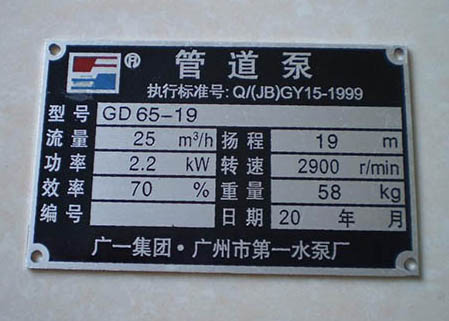 ® 管道泵
执行标准号: Q/(JB)GY15-1999
型号 GD65-19
流量 25 m³/h 扬程 19 m
功率 2.2 kW 转速 2900 r/min
效率 70 % 重量 58 kg
编号 日期 20 年 月
广一集团·广州市第一水泵厂